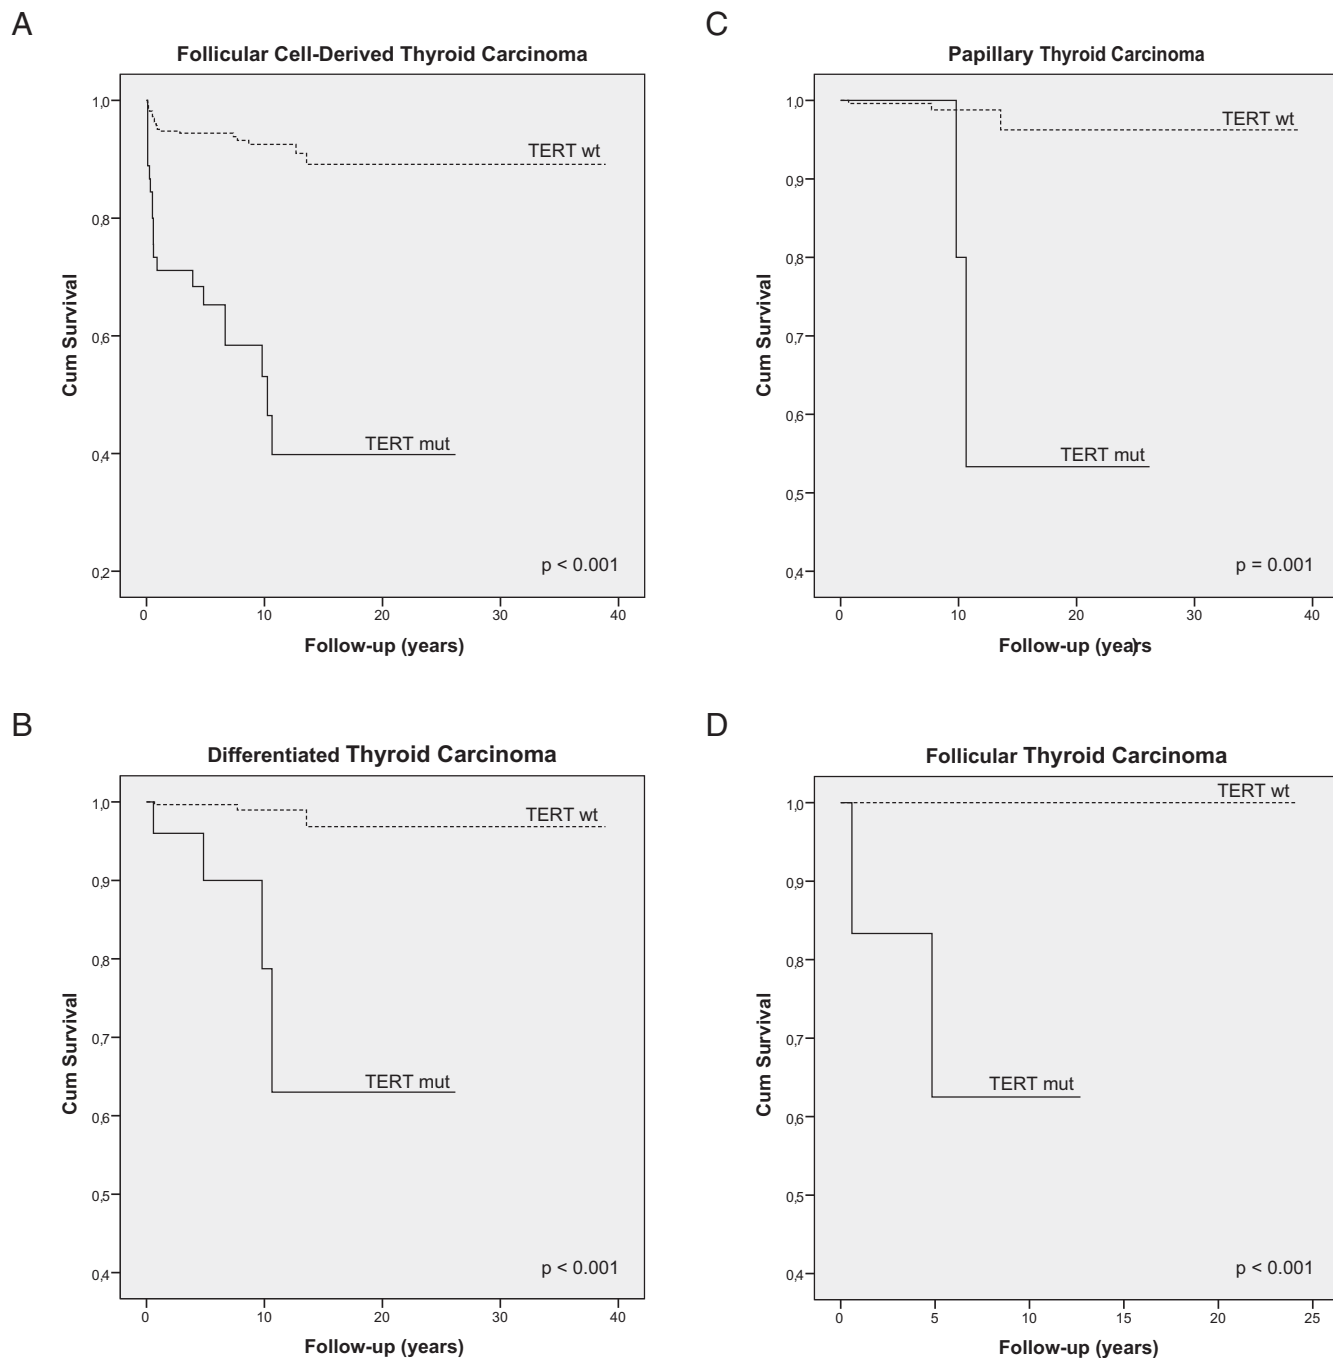 A
Follicular Cell-Derived Thyroid Carcinoma
1,0
0,8
0,6
0,4
0,2
Cum Survival
TERT wt
TERT mut
p < 0.001
0 10 20 30 40
Follow-up (years)
C
Papillary Thyroid Carcinoma
1,0
0,9
0,8
0,7
0,6
0,5
0,4
Cum Survival
TERT wt
TERT mut
p = 0.001
0 10 20 30 40
Follow-up (years)
B
Differentiated Thyroid Carcinoma
1,0
0,9
0,8
0,7
0,6
0,5
0,4
Cum Survival
TERT wt
TERT mut
p < 0.001
0 10 20 30 40
Follow-up (years)
D
Follicular Thyroid Carcinoma
1,0
0,9
0,8
0,7
0,6
0,5
0,4
Cum Survival
TERT wt
TERT mut
p < 0.001
0 5 10 15 20 25
Follow-up (years)